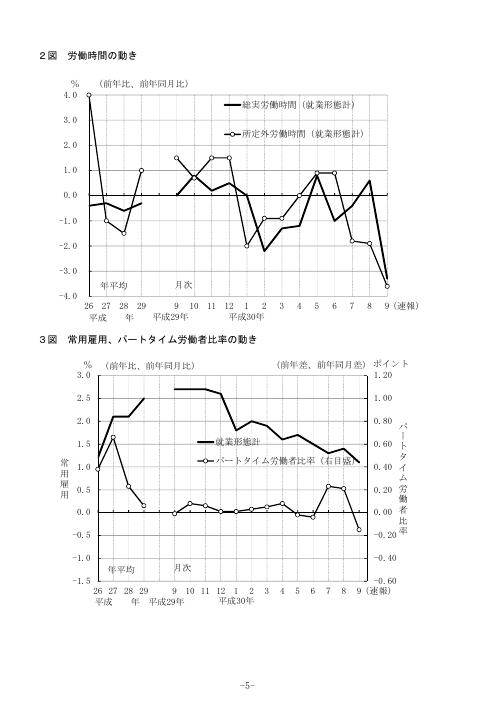 ２図　労働時間の動き
％ （前年比、前年同月比）
4.0
3.0
2.0
1.0
0.0
-1.0
-2.0
-3.0
-4.0
総実労働時間（就業形態計）
所定外労働時間（就業形態計）
年平均 月次
26 27 28 29 9 10 11 12 1 2 3 4 5 6 7 8 9（速報）
平成 年 平成29年 平成30年
３図　常用雇用、パートタイム労働者比率の動き
％ （前年比、前年同月比） （前年差、前年同月差） ポイント
3.0
2.5
2.0
1.5
1.0
0.5
0.0
-0.5
-1.0
-1.5
常用雇用
就業形態計
パートタイム労働者比率（右目盛）
1.20
1.00
0.80
0.60
0.40
0.20
0.00
-0.20
-0.40
-0.60
パートタイム労働者比率
年平均 月次
26 27 28 29 9 10 11 12 1 2 3 4 5 6 7 8 9（速報）
平成 年 平成29年 平成30年
-5-